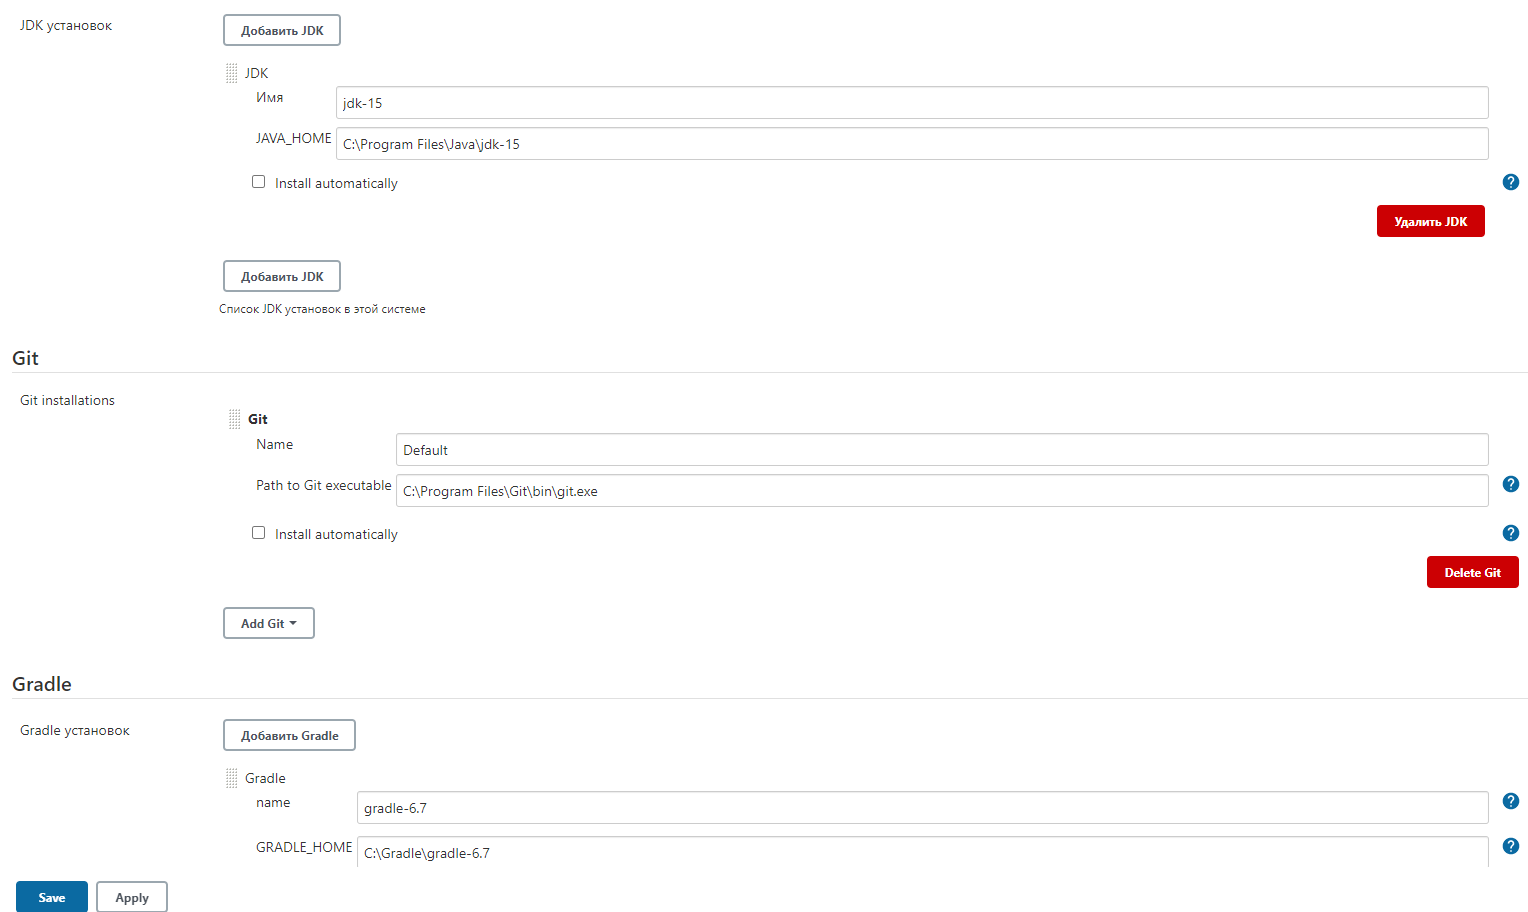 JDK установок
Добавить JDK
JDK
Имя
jdk-15
JAVA_HOME
C:\Program Files\Java\jdk-15
Install automatically
?
Удалить JDK
Добавить JDK
Список JDK установок в этой системе
Git
Git installations
Git
Name
Default
Path to Git executable
C:\Program Files\Git\bin\git.exe
?
Install automatically
?
Delete Git
Add Git
Gradle
Gradle установок
Добавить Gradle
Gradle
name
gradle-6.7
?
GRADLE_HOME
C:\Gradle\gradle-6.7
?
Save
Apply